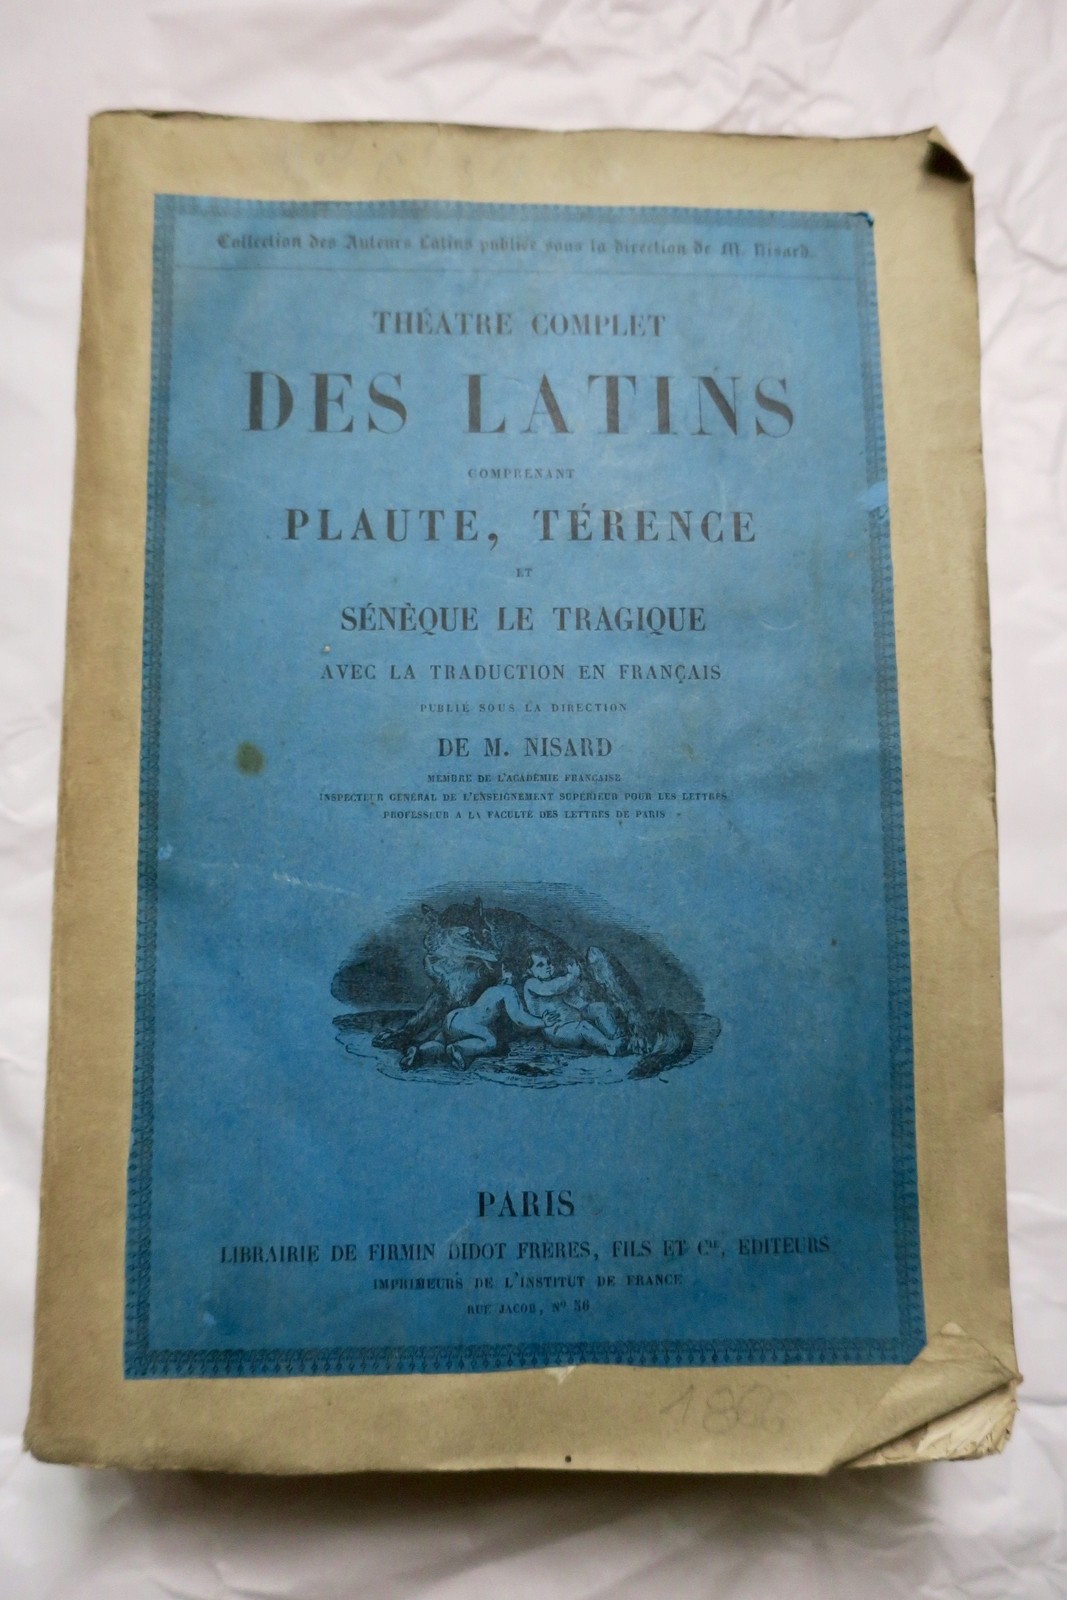 Collection des Auteurs Latins publiée sous la direction de M. Nisard.
THÉATRE COMPLET
DES LATINS
COMPRENANT
PLAUTE, TÉRENCE
ET
SÉNÈQUE LE TRAGIQUE
AVEC LA TRADUCTION EN FRANÇAIS
PUBLIÉ SOUS LA DIRECTION
DE M. NISARD
MEMBRE DE L'ACADÉMIE FRANÇAISE
INSPECTEUR GÉNÉRAL DE L'ENSEIGNEMENT SUPÉRIEUR POUR LES LETTRES
PROFESSEUR A LA FACULTÉ DES LETTRES DE PARIS
PARIS
LIBRAIRIE DE FIRMIN DIDOT FRÈRES, FILS ET Cie, ÉDITEURS
IMPRIMEURS DE L'INSTITUT DE FRANCE
RUE JACOB, No 56